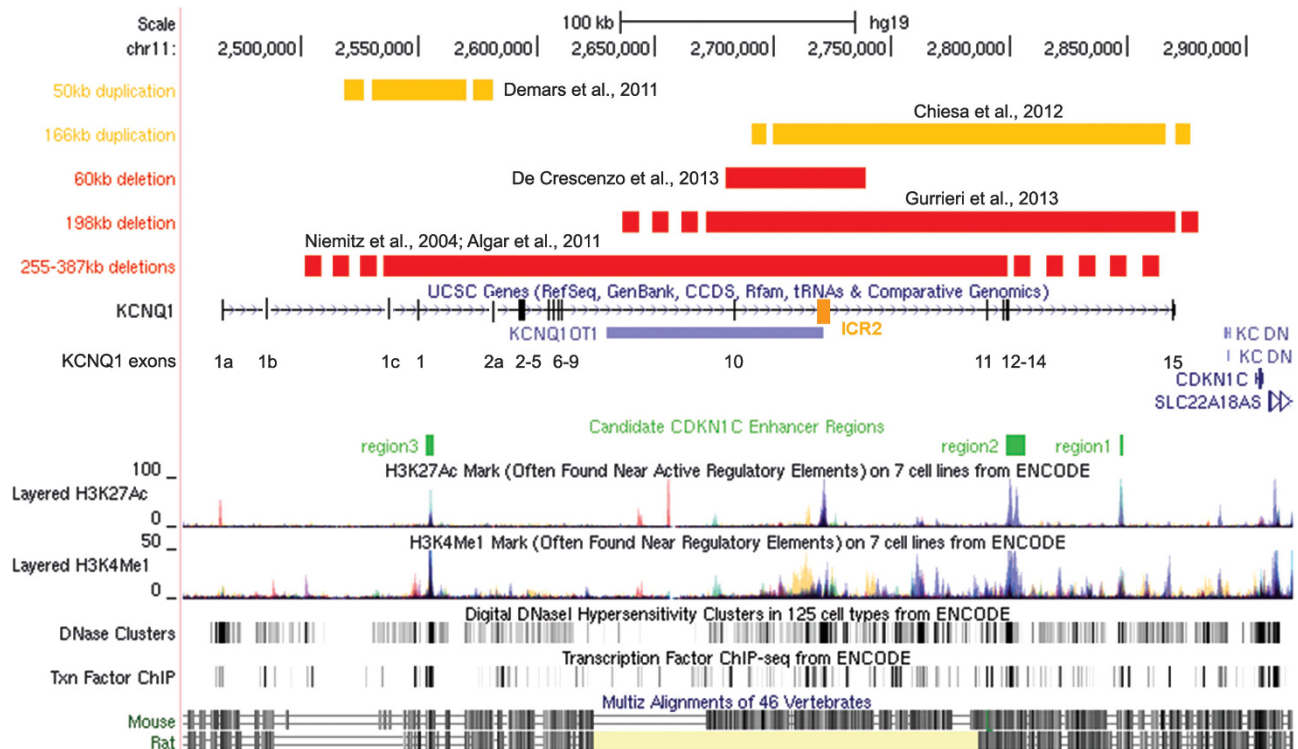 Scale 100 kb hg19
chr11: 2,500,000 2,550,000 2,600,000 2,650,000 2,700,000 2,750,000 2,800,000 2,850,000 2,900,000
50kb duplication Demars et al., 2011
Chiesa et al., 2012
166kb duplication
60kb deletion De Crescenzo et al., 2013
Gurrieri et al., 2013
198kb deletion
Niemitz et al., 2004; Algar et al., 2011
255-387kb deletions
UCSC Genes (RefSeq, GenBank, CCDS, Rfam, tRNAs & Comparative Genomics)
KCNQ1
KCNQ1OT1 ICR2 KC DN
KCNQ1 exons 1a 1b 1c 1 2a 2-5 6-9 10 11 12-14 15 KC DN
CDKN1C
SLC22A18AS
Candidate CDKN1C Enhancer Regions
region3 region2 region1
H3K27Ac Mark (Often Found Near Active Regulatory Elements) on 7 cell lines from ENCODE
100
Layered H3K27Ac
0
H3K4Me1 Mark (Often Found Near Regulatory Elements) on 7 cell lines from ENCODE
50
Layered H3K4Me1
0
Digital DNaseI Hypersensitivity Clusters in 125 cell types from ENCODE
DNase Clusters
Transcription Factor ChIP-seq from ENCODE
Txn Factor ChIP
Multiz Alignments of 46 Vertebrates
Mouse
Rat